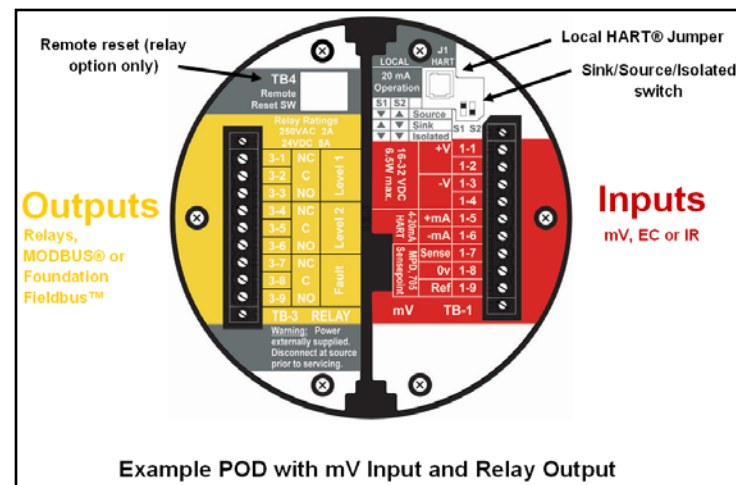 Remote reset (relay
option only)
Local HART® Jumper
Sink/Source/Isolated
switch
TB4
Remote
Reset SW
J1
LOCAL HART
20 mA
Operation
S1 S2
▼ ▲ Source
▲ ▼ Sink
▼ ▼ Isolated
S1 S2
Relay Ratings
250VAC 2A
24VDC 5A
3-1 NC
3-2 C
3-3 NO
Level 1
3-4 NC
3-5 C
3-6 NO
Level 2
3-7 NC
3-8 C
3-9 NO
Fault
TB-3 RELAY
Warning: Power
externally supplied.
Disconnect at source
prior to servicing.
16-32 VDC
6.5W max.
+V 1-1
1-2
-V 1-3
1-4
4-20mA
HART
+mA 1-5
-mA 1-6
MPD, 705
Sensepoint
Sense 1-7
0v 1-8
Ref 1-9
mV TB-1
Outputs
Relays,
MODBUS® or
Foundation
Fieldbus™
Inputs
mV, EC or IR
Example POD with mV Input and Relay Output